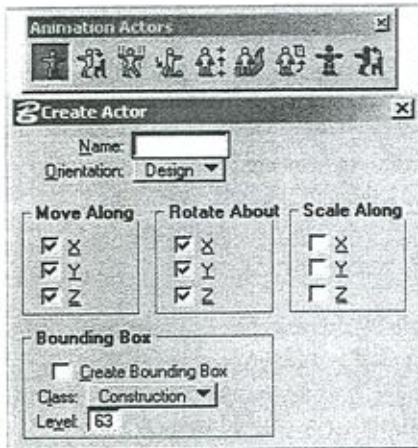 Animation Actors
Create Actor
Name:
Orientation: Design
Move Along Rotate About Scale Along
X X X
Y Y Y
Z Z Z
Bounding Box
Create Bounding Box
Class: Construction
Level: 63